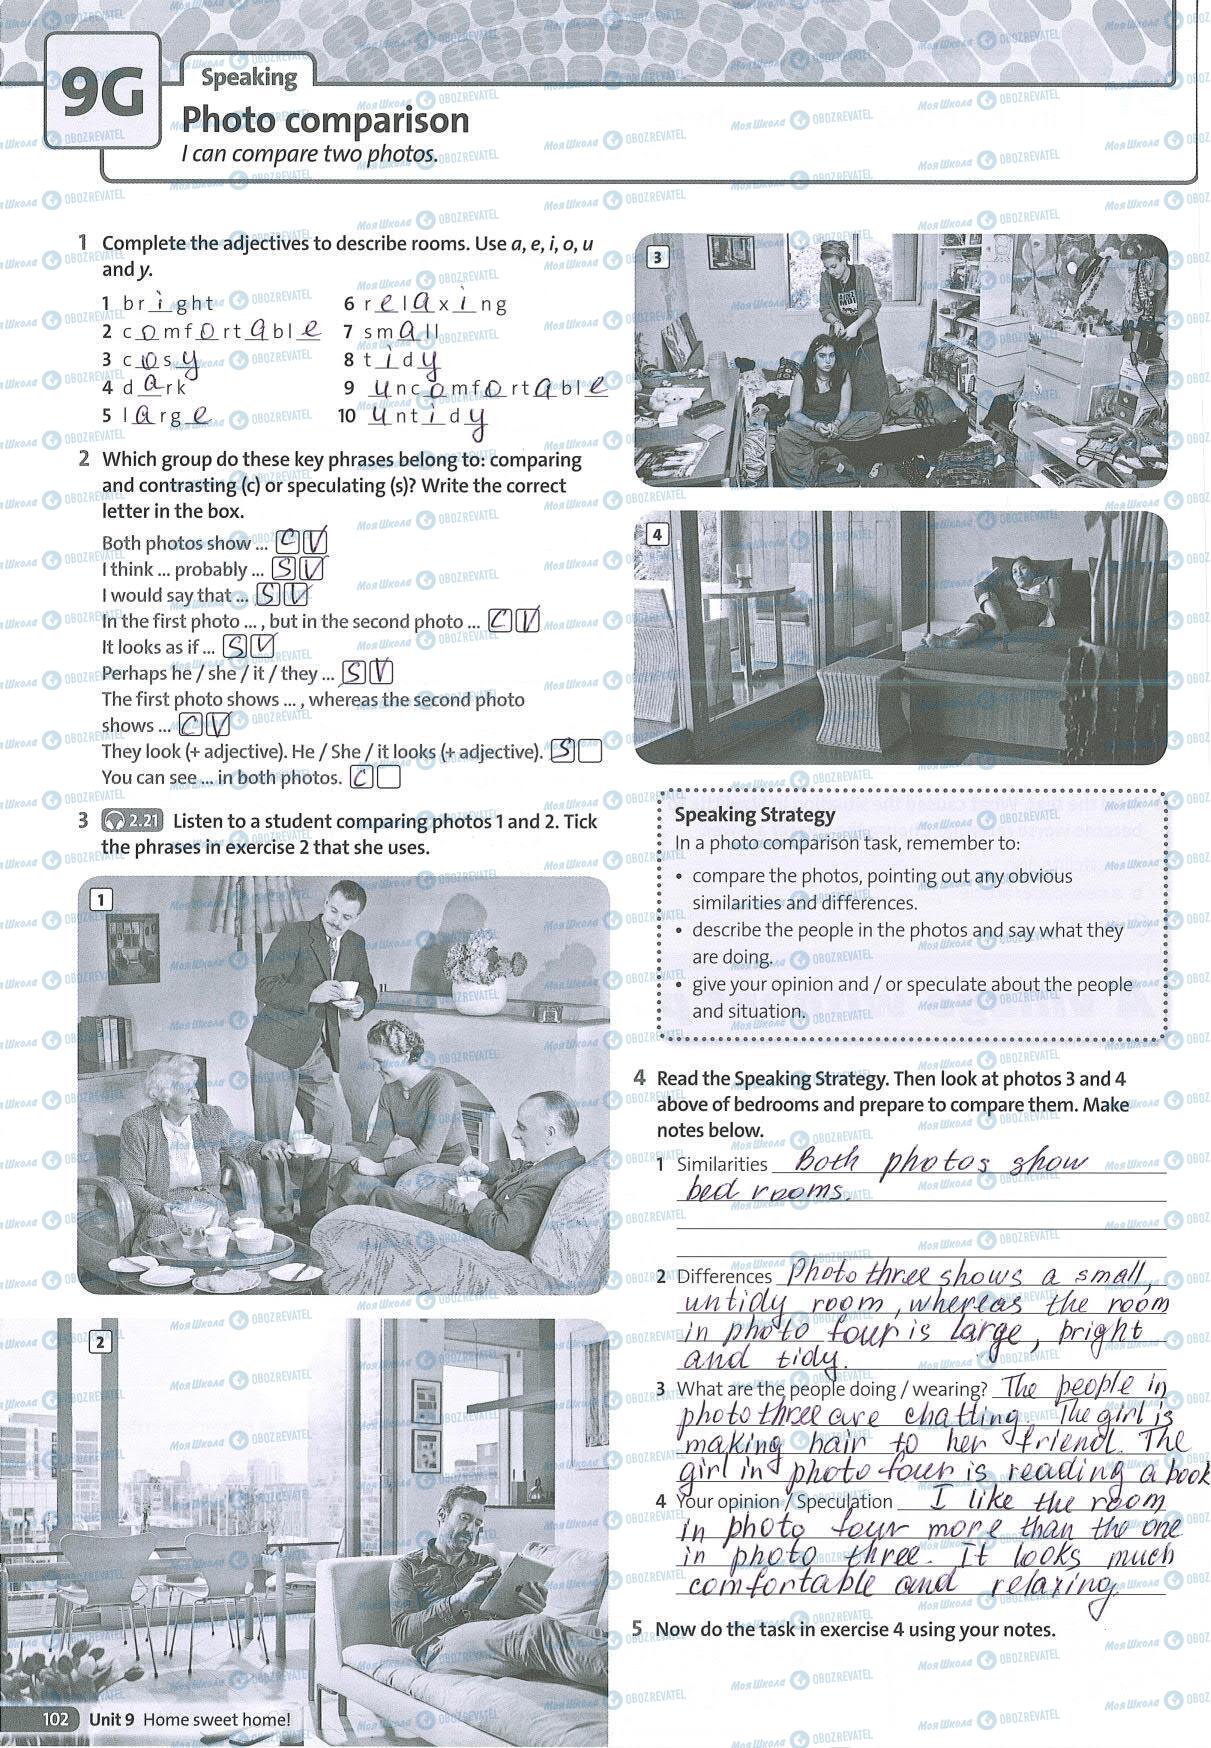 9G
Speaking
Photo comparison
I can compare two photos.
1 Complete the adjectives to describe rooms. Use a, e, i, o, u
and y.
1 bright
2 comfortable
3 cosy
4 dark
5 large
6 relaxing
7 small
8 tidy
9 uncomfortable
10 untidy
2 Which group do these key phrases belong to: comparing
and contrasting (c) or speculating (s)? Write the correct
letter in the box.
Both photos show ... C V
I think ... probably ... S V
I would say that ... S V
In the first photo ... , but in the second photo ... C V
It looks as if ... S V
Perhaps he / she / it / they ... S V
The first photo shows ... , whereas the second photo
shows ... C V
They look (+ adjective). He / She / it looks (+ adjective). S
You can see ... in both photos. C
3 2.21 Listen to a student comparing photos 1 and 2. Tick
the phrases in exercise 2 that she uses.
1
2
102 Unit 9 Home sweet home!
3
4
Speaking Strategy
In a photo comparison task, remember to:
• compare the photos, pointing out any obvious
similarities and differences.
• describe the people in the photos and say what they
are doing.
• give your opinion and / or speculate about the people
and situation.
4 Read the Speaking Strategy. Then look at photos 3 and 4
above of bedrooms and prepare to compare them. Make
notes below.
1 Similarities Both photos show
bed rooms.
2 Differences Photo three shows a small,
untidy room, whereas the room
in photo four is large, bright
and tidy.
3 What are the people doing / wearing? The people in
photo three are chatting. The girl is
making hair to her friend. The
girl in photo four is reading a book
4 Your opinion / Speculation I like the room
in photo four more than the one
in photo three. It looks much
comfortable and relaxing.
5 Now do the task in exercise 4 using your notes.
Моя Школа OBOZREVATEL